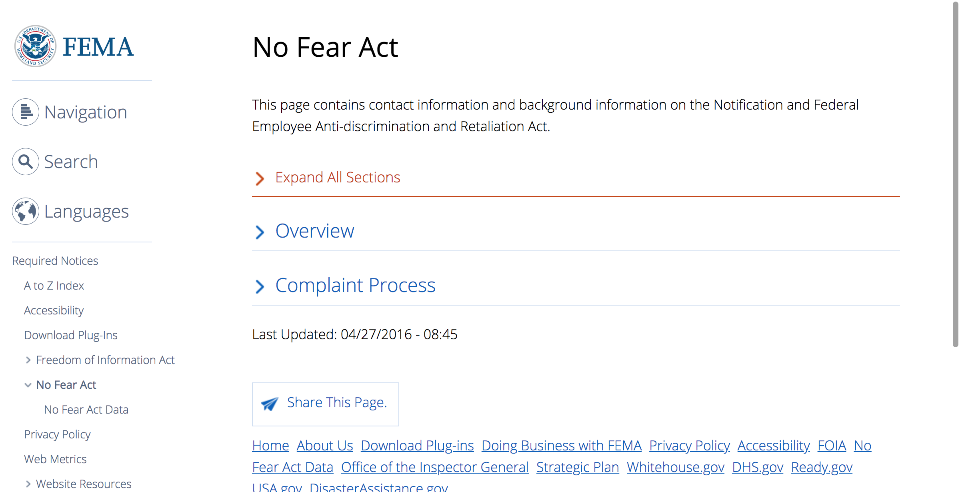 FEMA
Navigation
Search
Languages
Required Notices
A to Z Index
Accessibility
Download Plug-Ins
Freedom of Information Act
No Fear Act
No Fear Act Data
Privacy Policy
Web Metrics
Website Resources
No Fear Act
This page contains contact information and background information on the Notification and Federal
Employee Anti-discrimination and Retaliation Act.
Expand All Sections
Overview
Complaint Process
Last Updated: 04/27/2016 - 08:45
Share This Page.
Home About Us Download Plug-ins Doing Business with FEMA Privacy Policy Accessibility FOIA No
Fear Act Data Office of the Inspector General Strategic Plan Whitehouse.gov DHS.gov Ready.gov
USA.gov DisasterAssistance.gov